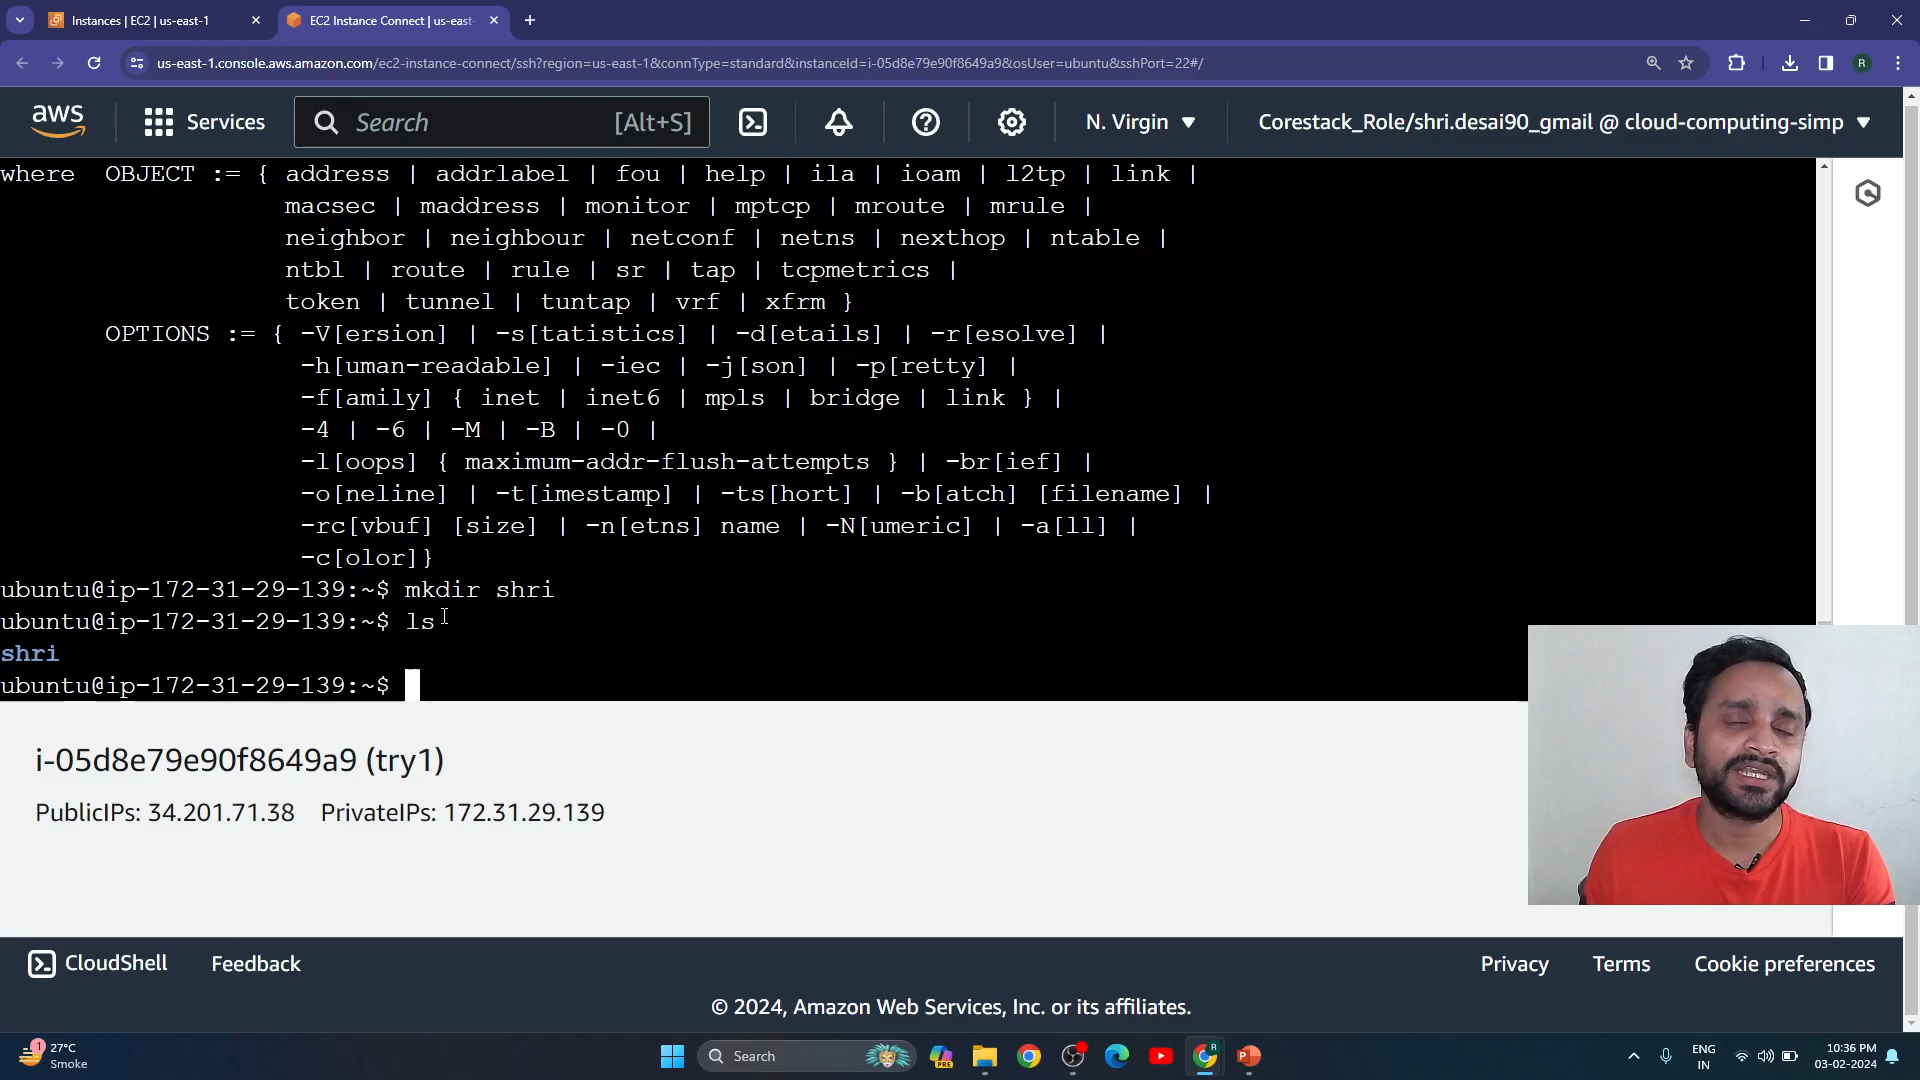 Instances | EC2 | us-east-1
EC2 Instance Connect | us-east-
us-east-1.console.aws.amazon.com/ec2-instance-connect/ssh?region=us-east-1&connType=standard&instanceId=i-05d8e79e90f8649a9&osUser=ubuntu&sshPort=22#/
R
aws
Services
Search
[Alt+S]
N. Virgin
Corestack_Role/shri.desai90_gmail @ cloud-computing-simp
where OBJECT := { address | addrlabel | fou | help | ila | ioam | l2tp | link |
macsec | maddress | monitor | mptcp | mroute | mrule |
neighbor | neighbour | netconf | netns | nexthop | ntable |
ntbl | route | rule | sr | tap | tcpmetrics |
token | tunnel | tuntap | vrf | xfrm }
OPTIONS := { -V[ersion] | -s[tatistics] | -d[etails] | -r[esolve] |
-h[uman-readable] | -iec | -j[son] | -p[retty] |
-f[amily] { inet | inet6 | mpls | bridge | link } |
-4 | -6 | -M | -B | -0 |
-l[oops] { maximum-addr-flush-attempts } | -br[ief] |
-o[neline] | -t[imestamp] | -ts[hort] | -b[atch] [filename] |
-rc[vbuf] [size] | -n[etns] name | -N[umeric] | -a[ll] |
-c[olor]}
ubuntu@ip-172-31-29-139:~$ mkdir shri
ubuntu@ip-172-31-29-139:~$ ls
shri
ubuntu@ip-172-31-29-139:~$
i-05d8e79e90f8649a9 (try1)
PublicIPs: 34.201.71.38 PrivateIPs: 172.31.29.139
CloudShell
Feedback
Privacy
Terms
Cookie preferences
© 2024, Amazon Web Services, Inc. or its affiliates.
1
27°C
Smoke
Search
PRE
R
P
ENG
IN
10:36 PM
03-02-2024